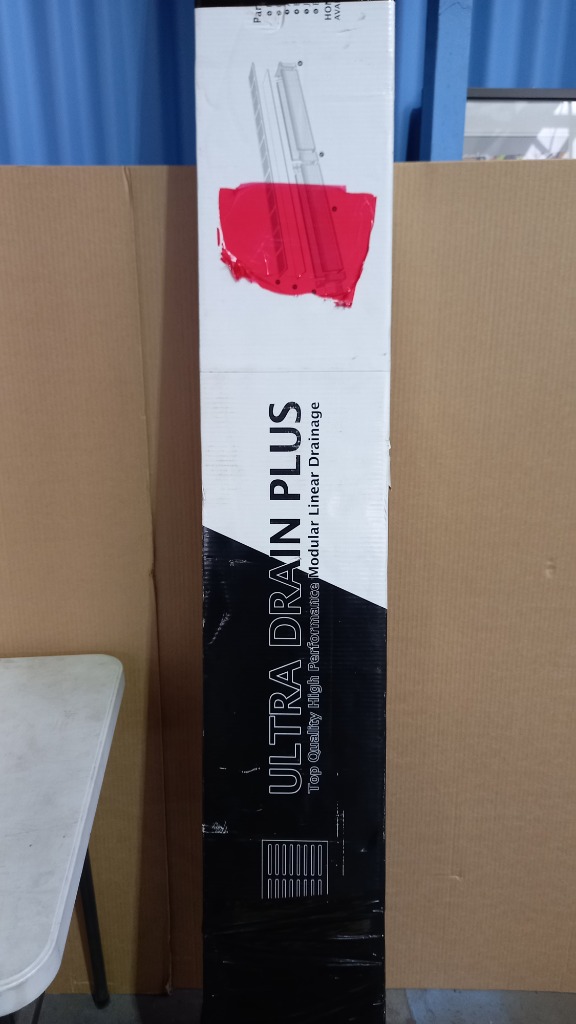 ULTRA DRAIN PLUS
Top Quality High Performance Modular Linear Drainage